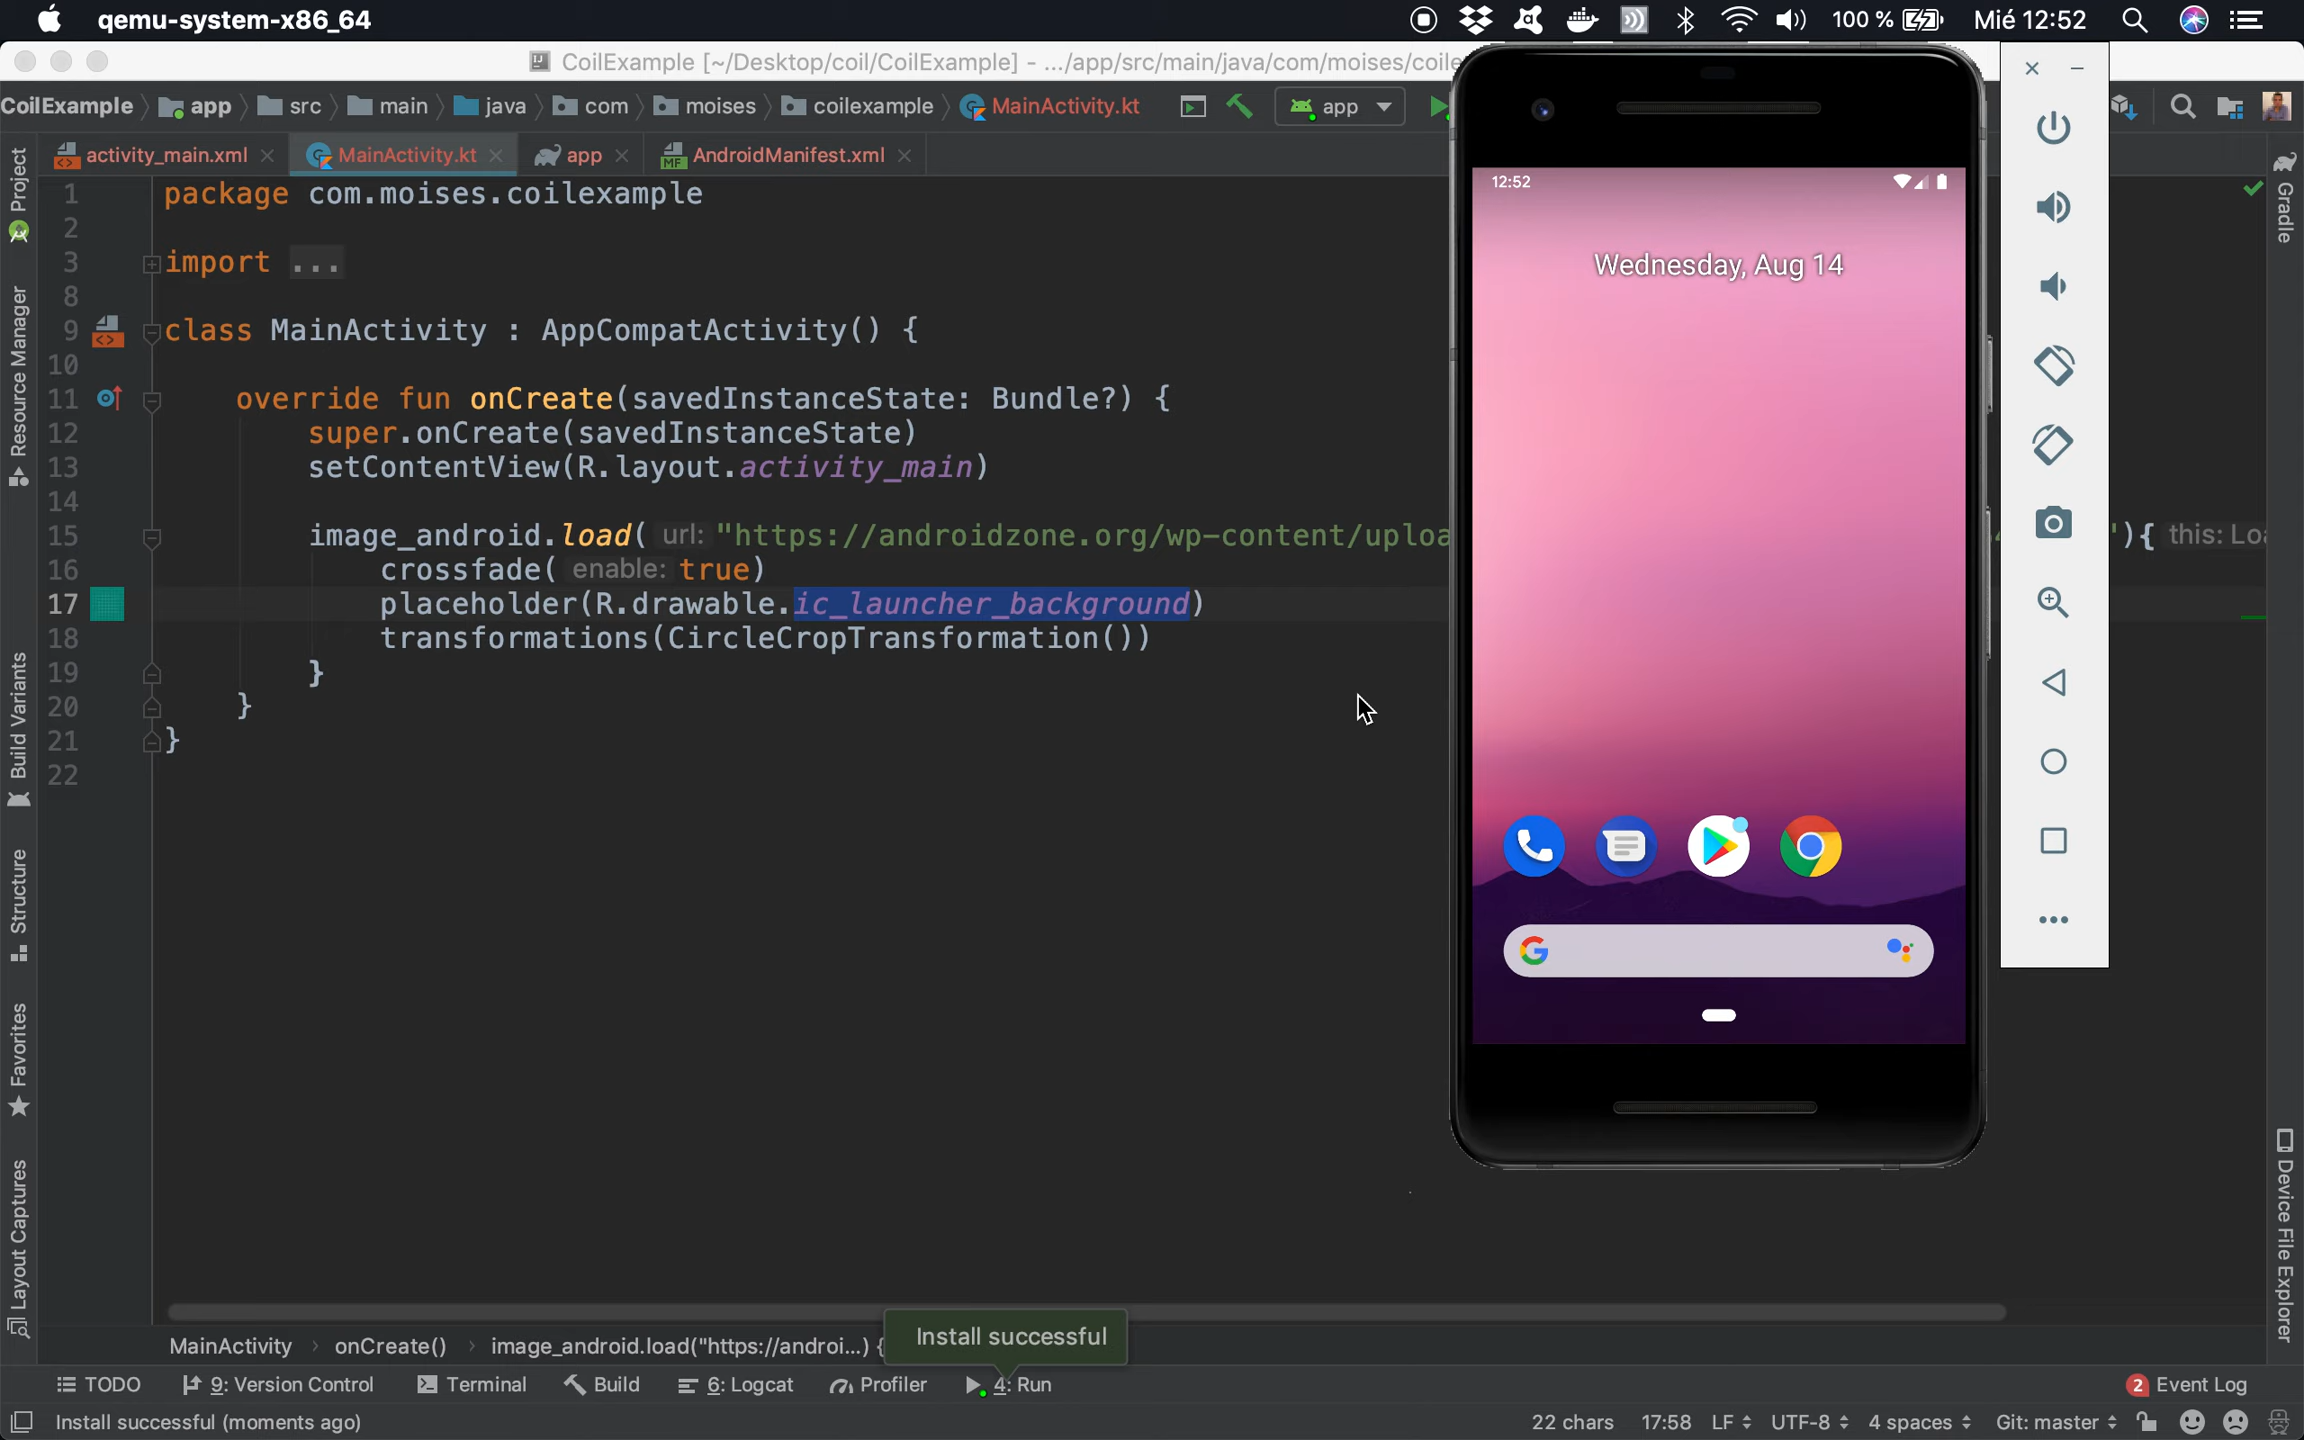 qemu-system-x86_64
100 %
Mié 12:52
CoilExample [~/Desktop/coil/CoilExample] - .../app/src/main/java/com/moises/coile
CoilExample
app
src
main
java
com
moises
coilexample
MainActivity.kt
app
activity_main.xml
MainActivity.kt
app
MF
AndroidManifest.xml
1 package com.moises.coilexample
2
3 import ...
8
9 class MainActivity : AppCompatActivity() {
10
11 override fun onCreate(savedInstanceState: Bundle?) {
12 super.onCreate(savedInstanceState)
13 setContentView(R.layout.activity_main)
14
15 image_android.load( url: "https://androidzone.org/wp-content/uploa
"){ this: Loa
16 crossfade( enable: true)
17 placeholder(R.drawable.ic_launcher_background)
18 transformations(CircleCropTransformation())
19 }
20 }
21 }
22
Project
Resource Manager
Build Variants
Structure
Favorites
Layout Captures
Gradle
Device File Explorer
12:52
Wednesday, Aug 14
G
MainActivity
onCreate()
image_android.load("https://androi...) {
Install successful
TODO
9: Version Control
Terminal
Build
6: Logcat
Profiler
4: Run
2 Event Log
Install successful (moments ago)
22 chars
17:58
LF
UTF-8
4 spaces
Git: master